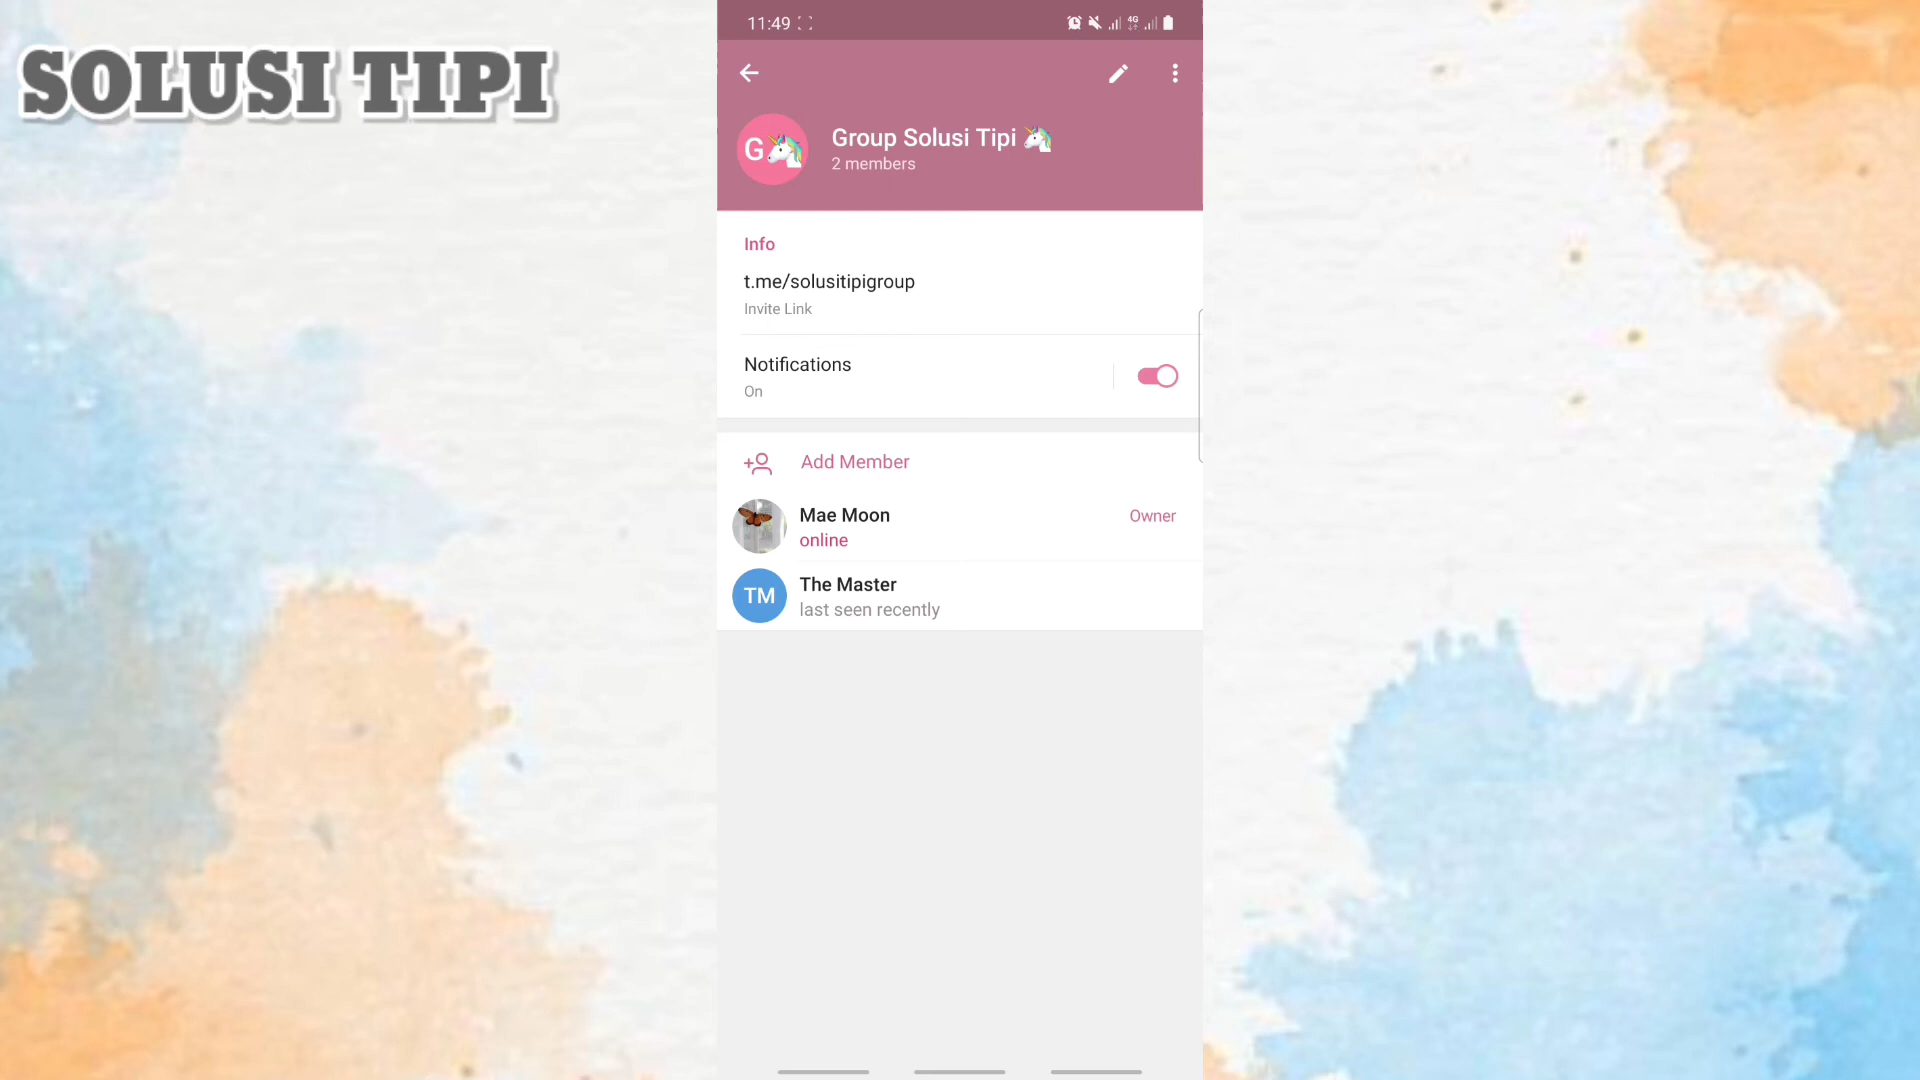 SOLUSI TIPI
11:49
4G
G🦄
Group Solusi Tipi 🦄
2 members
Info
t.me/solusitipigroup
Invite Link
Notifications
On
Add Member
Mae Moon
Owner
online
TM
The Master
last seen recently